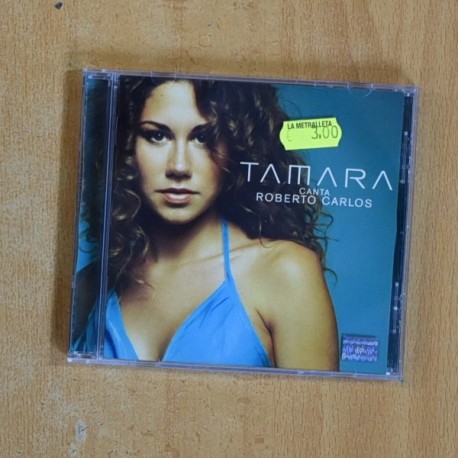 LA METRALLETA
€ 3.00
TAMARA
CANTA
ROBERTO CARLOS